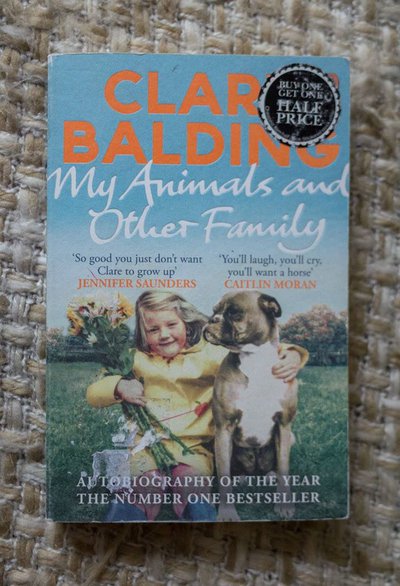 CLAR
BALDING
BUY ONE
GET ONE
HALF
PRICE
My Animals and
Other Family
'So good you just don't want
Clare to grow up'
JENNIFER SAUNDERS
'You'll laugh, you'll cry,
you'll want a horse'
CAITLIN MORAN
AUTOBIOGRAPHY OF THE YEAR
THE NUMBER ONE BESTSELLER